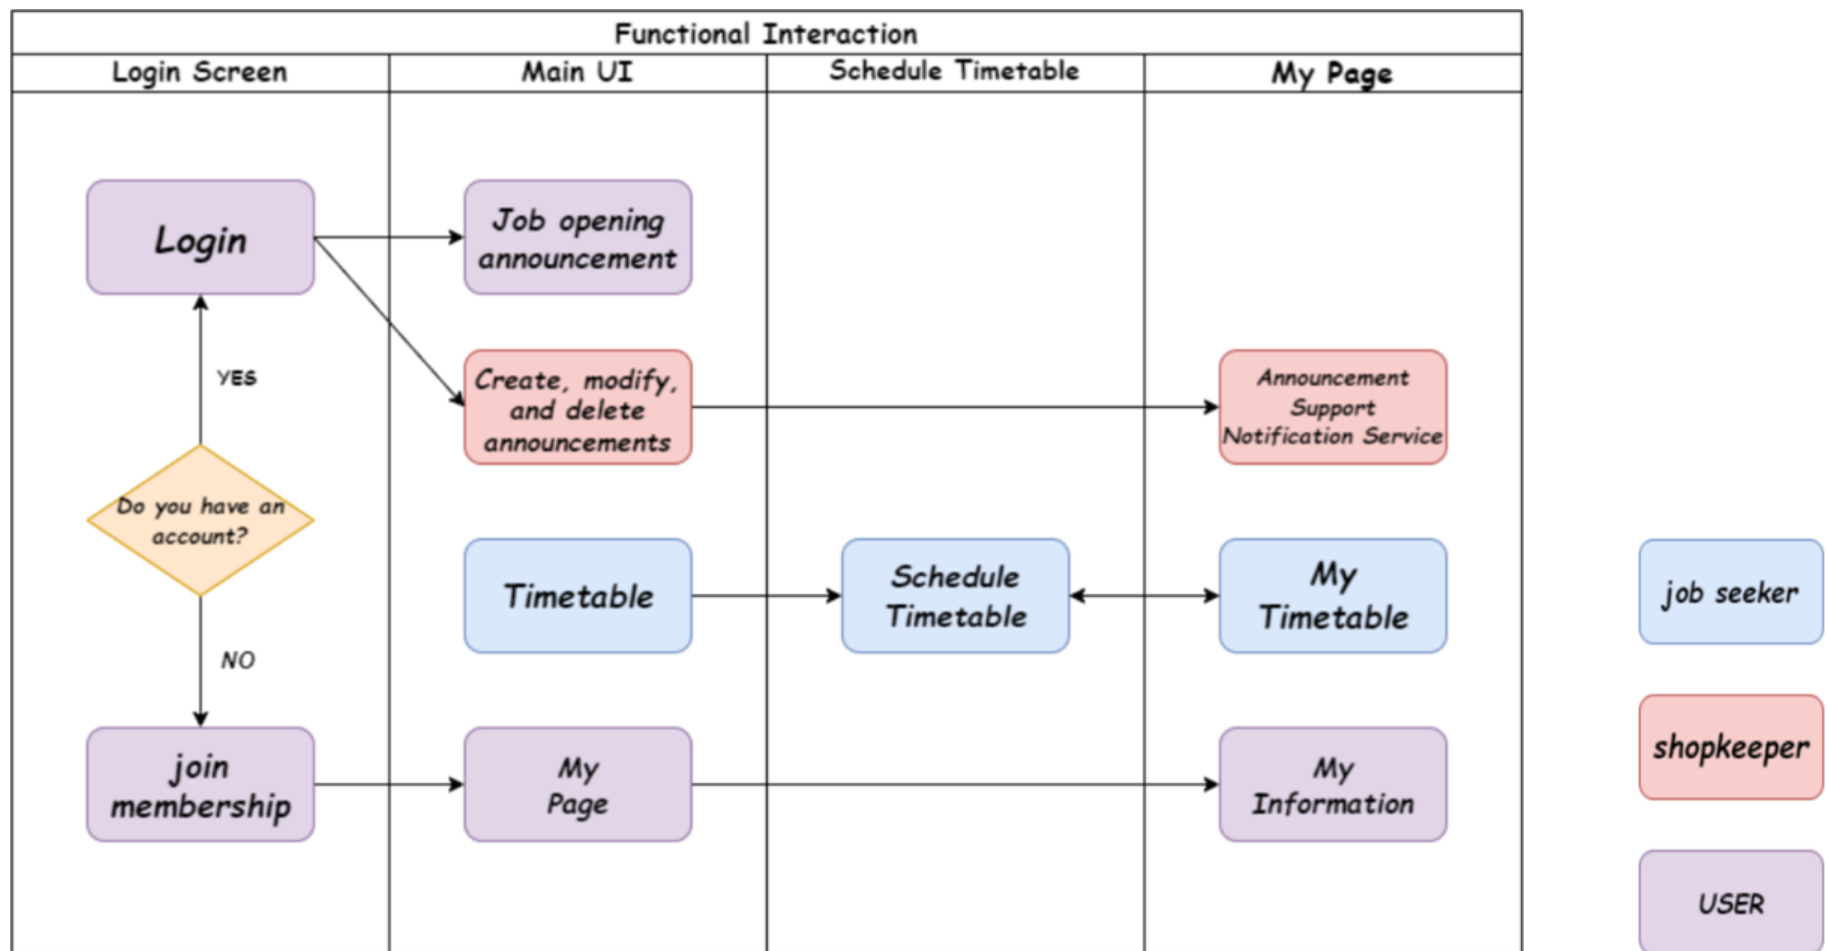 Functional Interaction
Login Screen
Main UI
Schedule Timetable
My Page
Login
Job opening
announcement
YES
Create, modify,
and delete
announcements
Announcement
Support
Notification Service
Do you have an
account?
Timetable
Schedule
Timetable
My
Timetable
job seeker
NO
join
membership
My
Page
My
Information
shopkeeper
USER